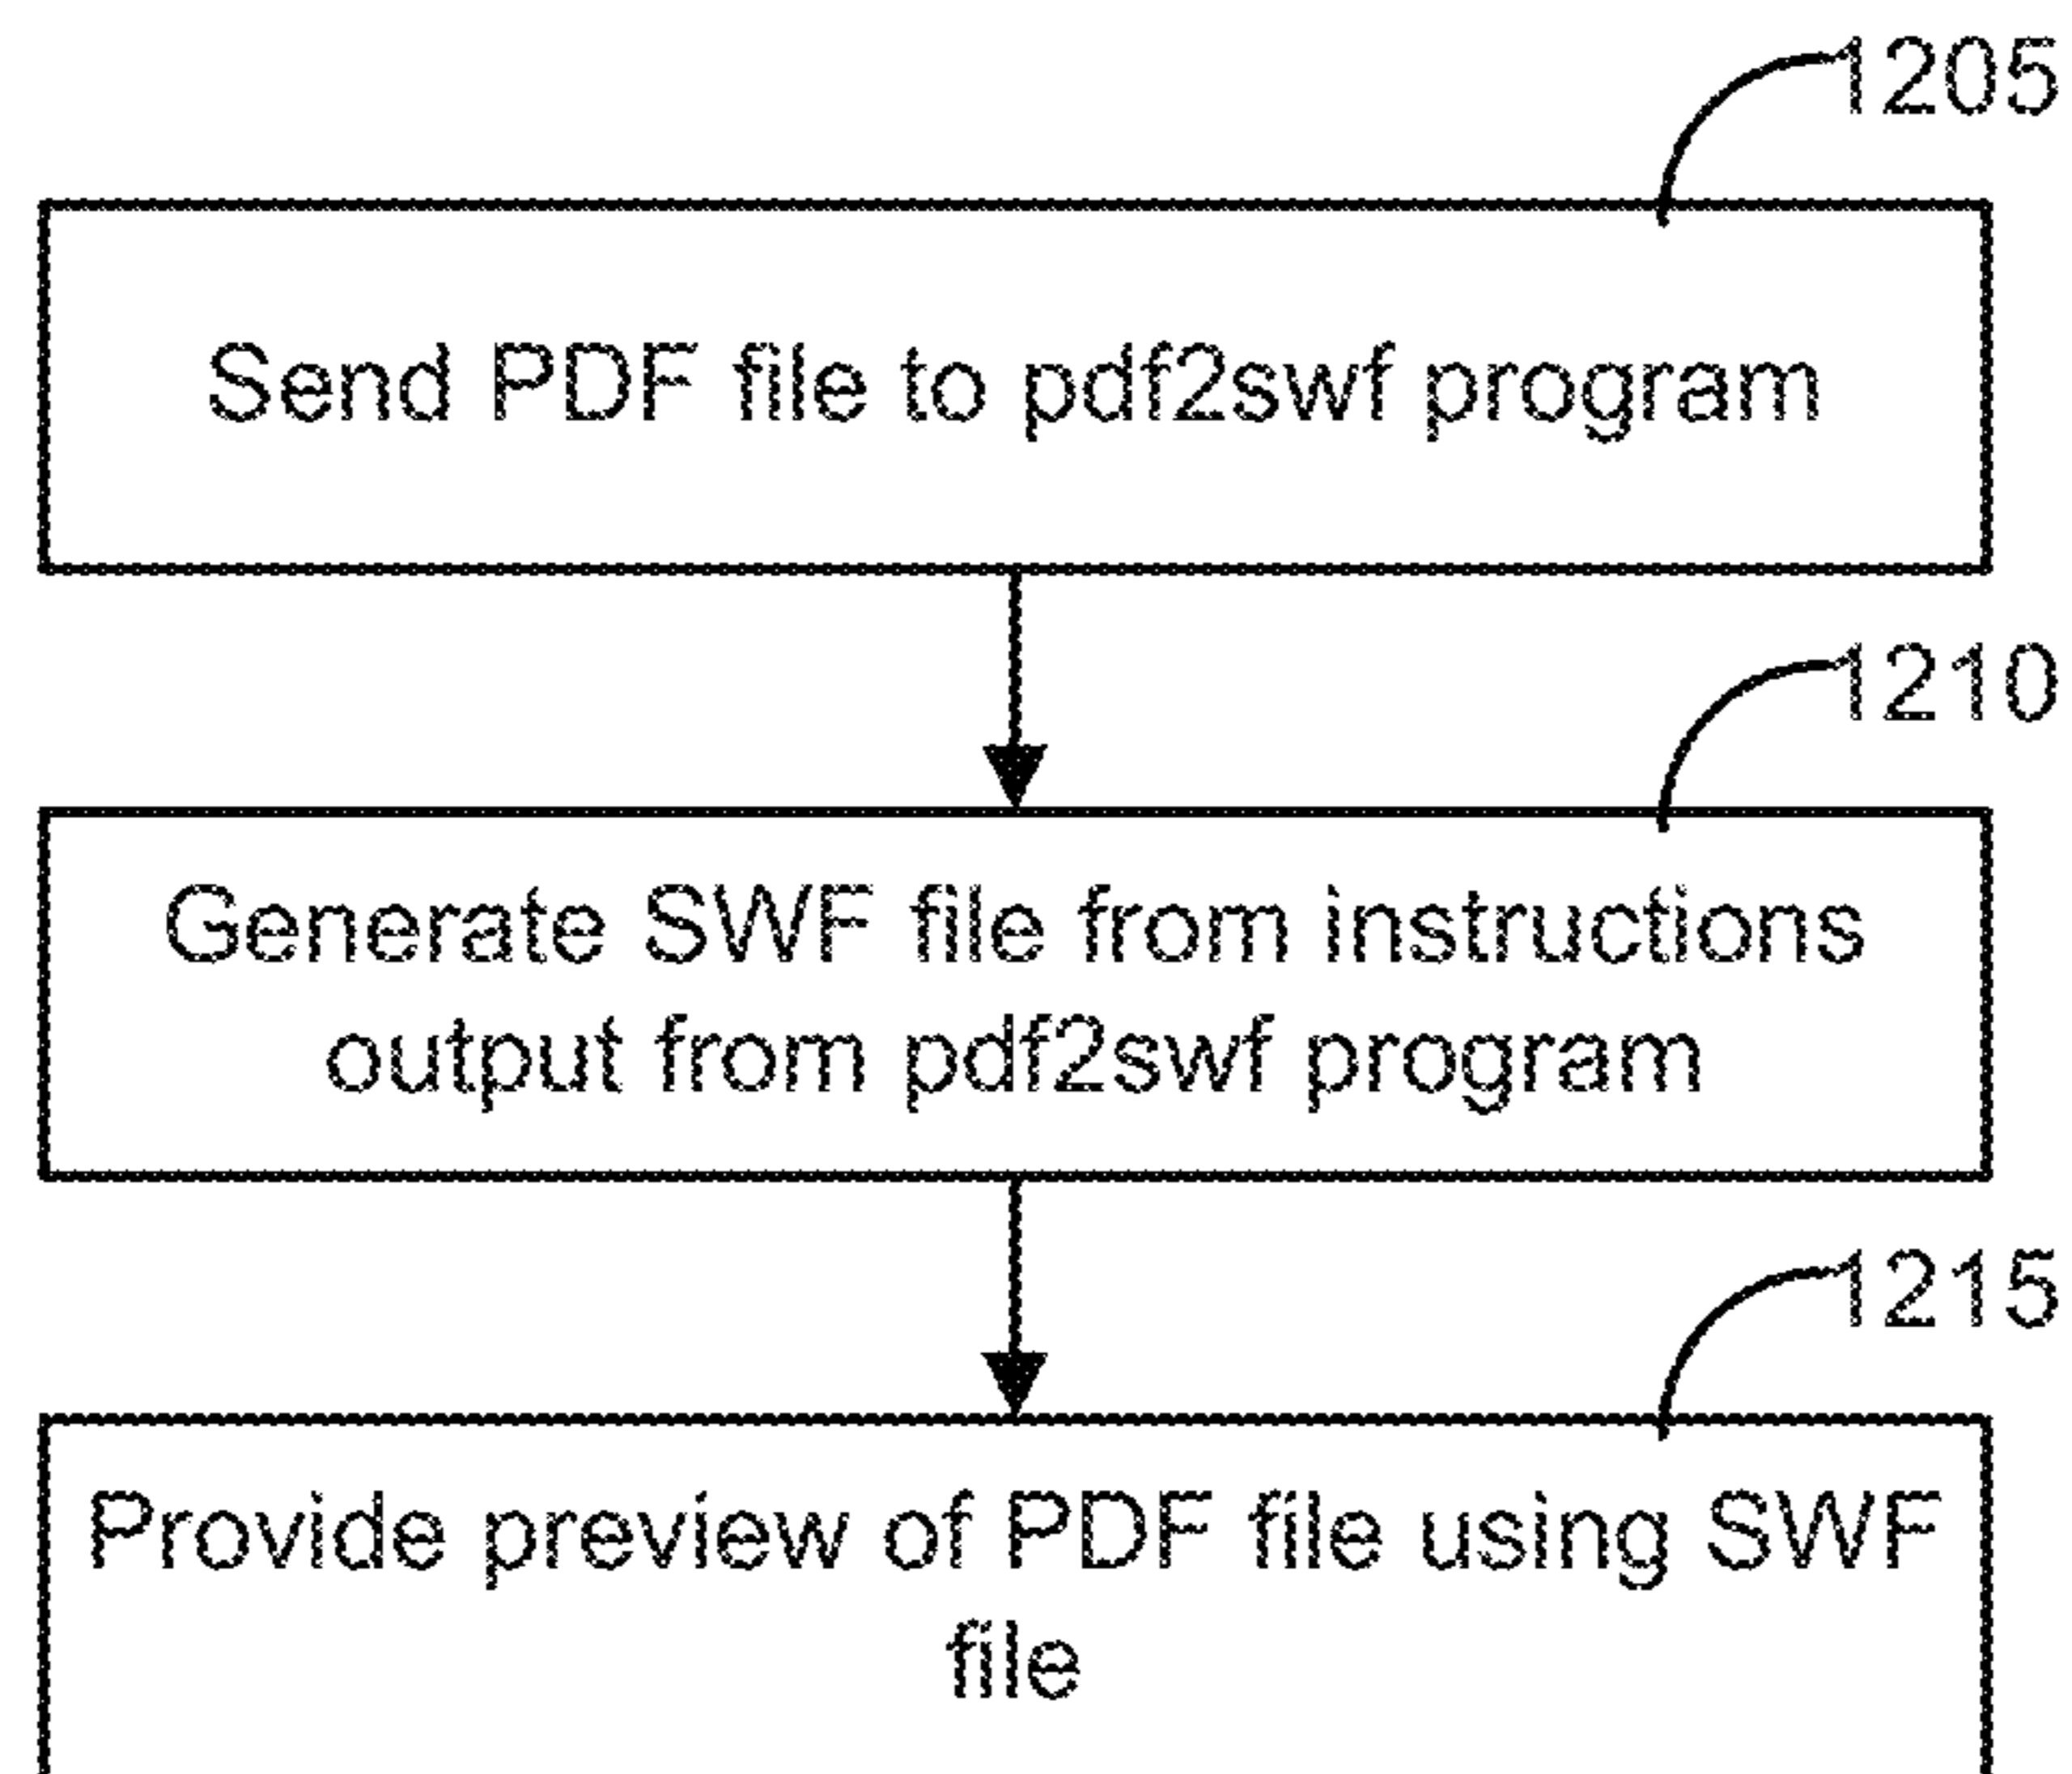 1205
Send PDF file to pdf2swf program
1210
Generate SWF file from instructions
output from pdf2swf program
1215
Provide preview of PDF file using SWF
file